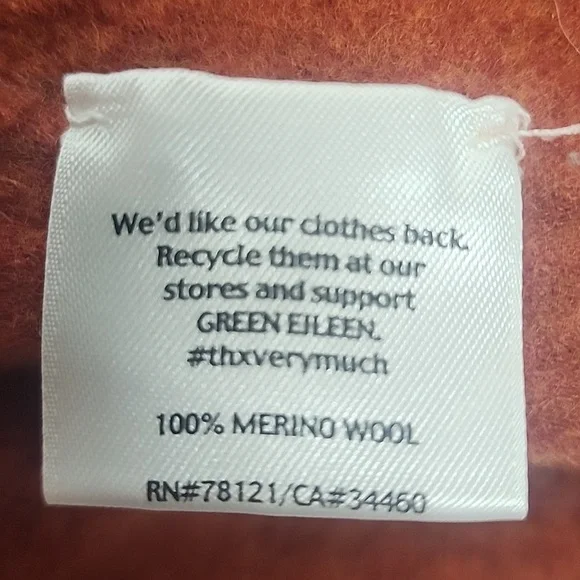 We'd like our clothes back.
Recycle them at our
stores and support
GREEN EILEEN.
#thxverymuch
100% MERINO WOOL
RN#78121/CA#34460